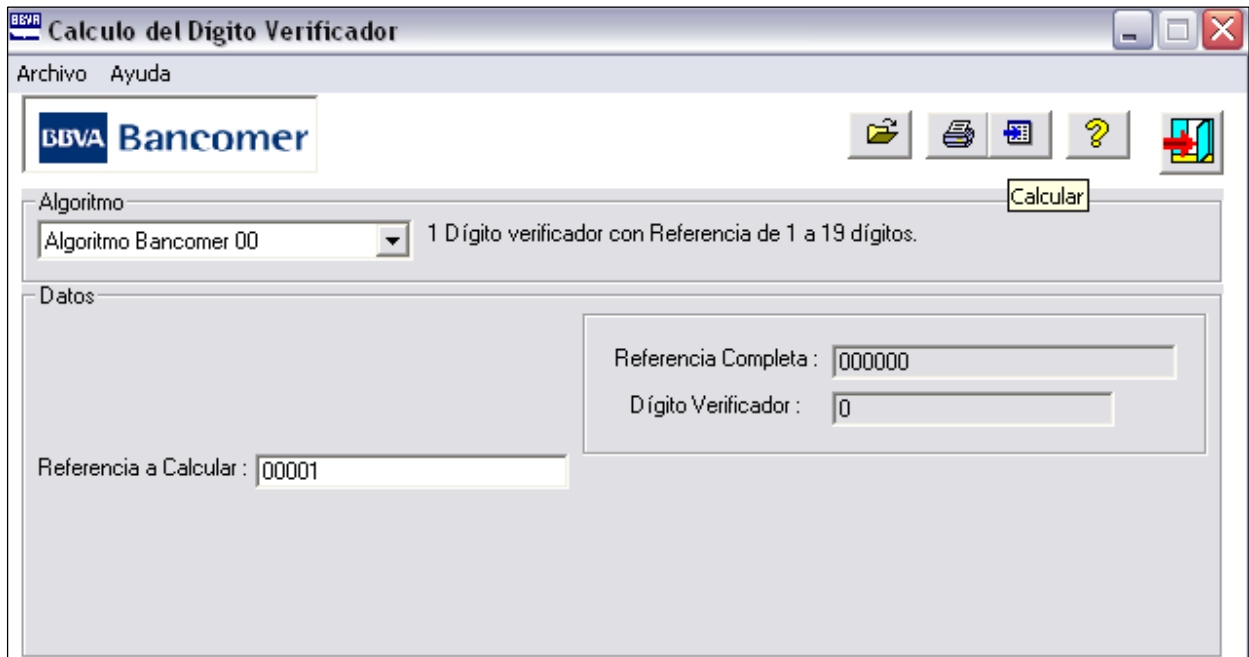 BBVA Calculo del Dígito Verificador
Archivo Ayuda
BBVA Bancomer
?
Calcular
Algoritmo
Algoritmo Bancomer 00 1 Dígito verificador con Referencia de 1 a 19 dígitos.
Datos
Referencia Completa : 000000
Dígito Verificador : 0
Referencia a Calcular : 00001